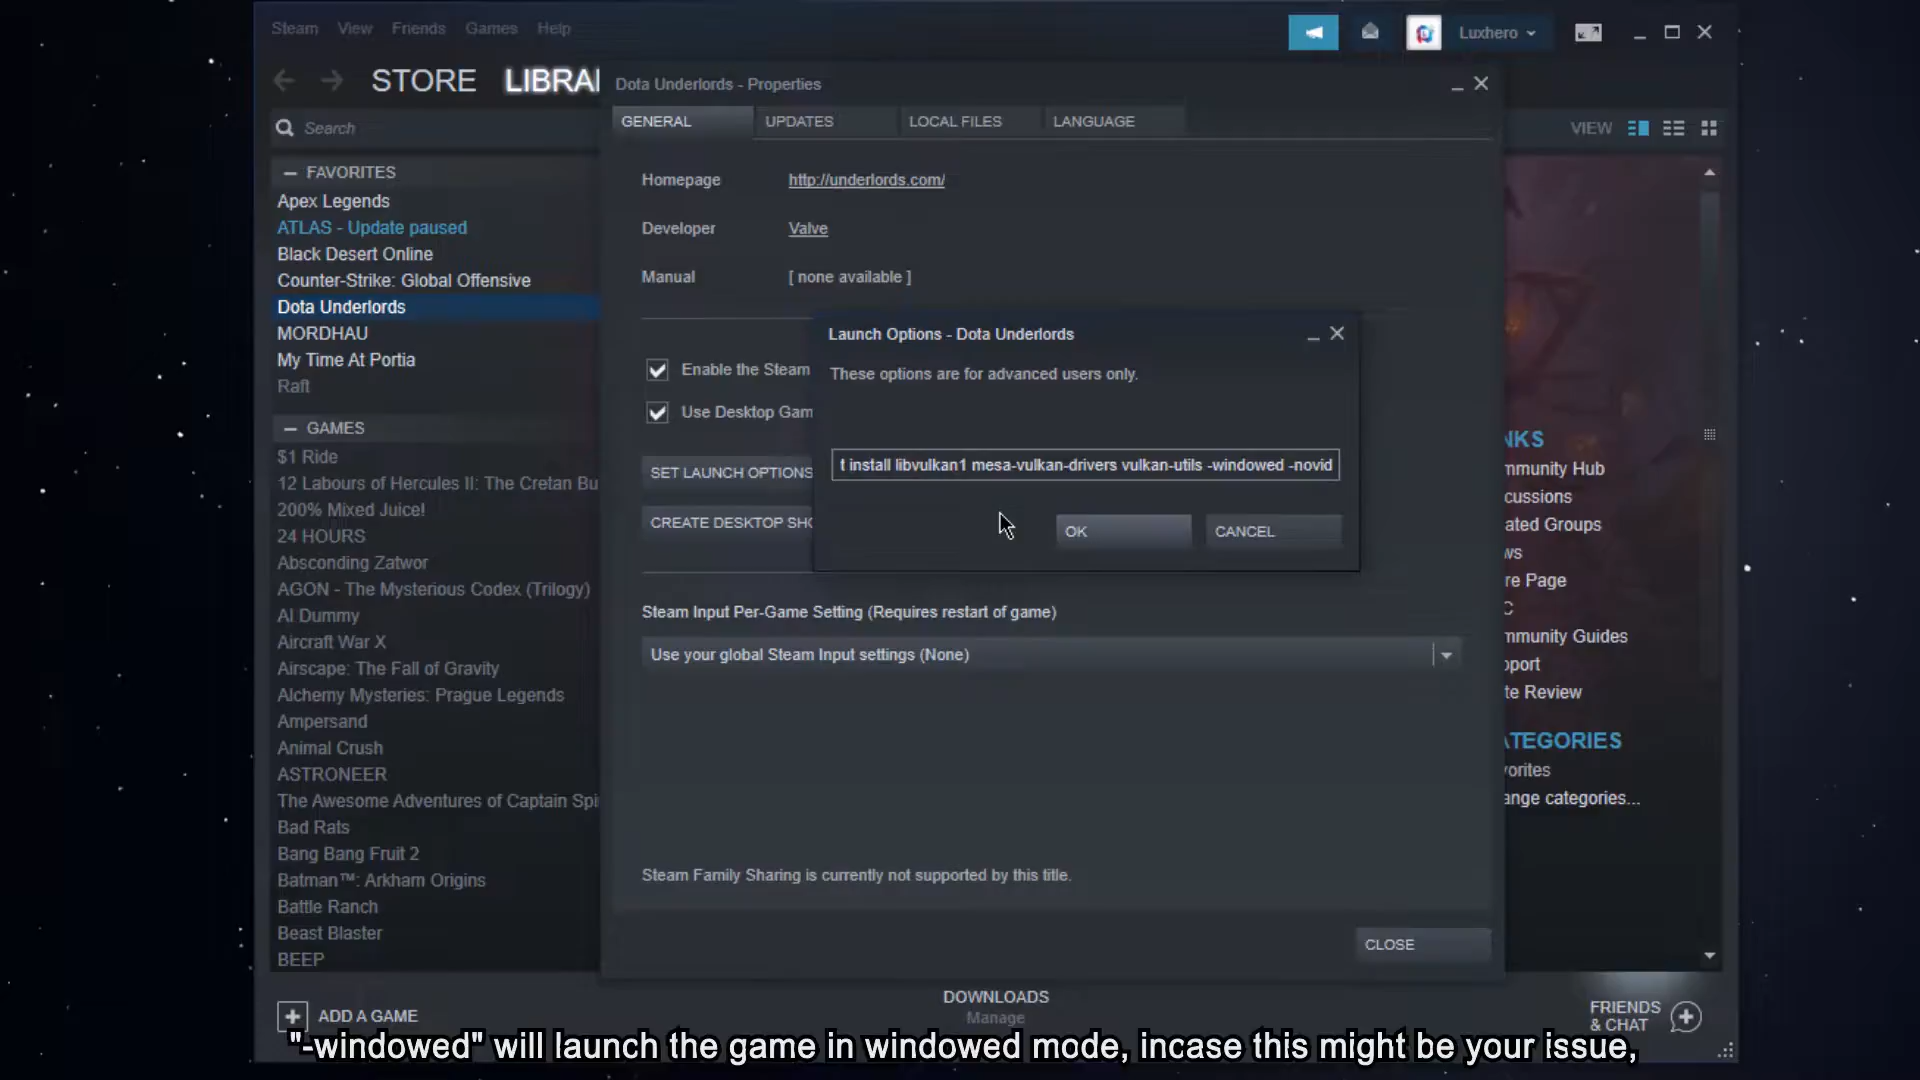 Steam View Friends Games Help
Luxhero
STORE LIBRA
Dota Underlords - Properties
GENERAL UPDATES LOCAL FILES LANGUAGE
Search
VIEW
FAVORITES
Apex Legends
ATLAS - Update paused
Black Desert Online
Counter-Strike: Global Offensive
Dota Underlords
MORDHAU
My Time At Portia
Raft
GAMES
$1 Ride
12 Labours of Hercules II: The Cretan Bu
200% Mixed Juice!
24 HOURS
Absconding Zatwor
AGON - The Mysterious Codex (Trilogy)
AI Dummy
Aircraft War X
Airscape: The Fall of Gravity
Alchemy Mysteries: Prague Legends
Ampersand
Animal Crush
ASTRONEER
The Awesome Adventures of Captain Spi
Bad Rats
Bang Bang Fruit 2
Batman™: Arkham Origins
Battle Ranch
Beast Blaster
BEEP
Homepage http://underlords.com/
Developer Valve
Manual [ none available ]
Enable the Steam
Use Desktop Gam
SET LAUNCH OPTIONS
CREATE DESKTOP SHO
Launch Options - Dota Underlords
These options are for advanced users only.
t install libvulkan1 mesa-vulkan-drivers vulkan-utils -windowed -novid
OK CANCEL
Steam Input Per-Game Setting (Requires restart of game)
Use your global Steam Input settings (None)
Steam Family Sharing is currently not supported by this title.
CLOSE
NKS
mmunity Hub
cussions
ated Groups
ws
re Page
C
mmunity Guides
pport
te Review
ATEGORIES
vorites
ange categories...
ADD A GAME
DOWNLOADS
Manage
FRIENDS
& CHAT
"-windowed" will launch the game in windowed mode, incase this might be your issue,